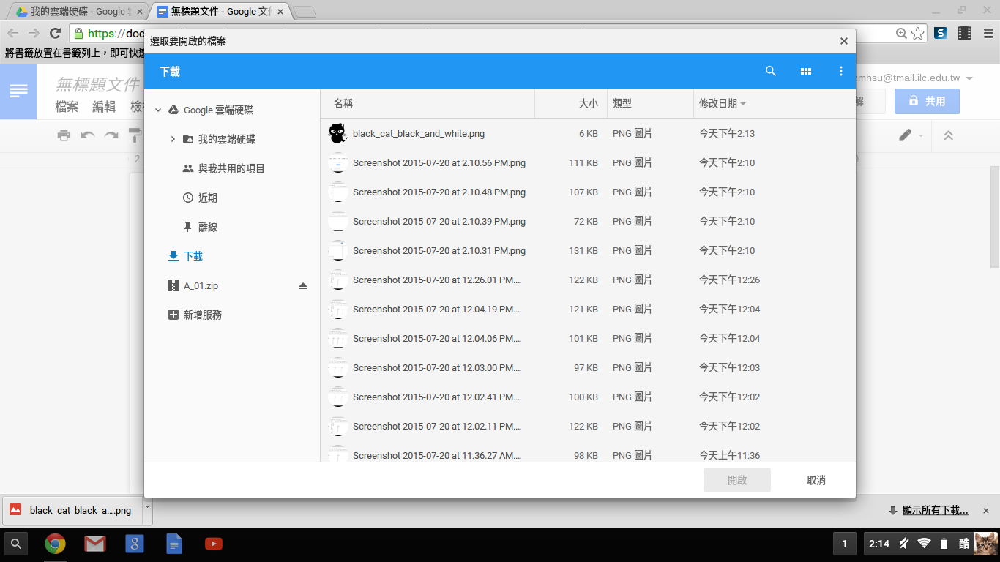 我的雲端硬碟 - Google
無標題文件 - Google 文件
https://doc
將書籤放置在書籤列上，即可快速
選取要開啟的檔案
下載
無標題文件
mhsu@tmail.ilc.edu.tw
檔案 編輯
共用
2
Google 雲端硬碟
我的雲端硬碟
與我共用的項目
近期
離線
下載
A_01.zip
新增服務
名稱 大小 類型 修改日期
black_cat_black_and_white.png 6 KB PNG 圖片 今天下午2:13
Screenshot 2015-07-20 at 2.10.56 PM.png 111 KB PNG 圖片 今天下午2:10
Screenshot 2015-07-20 at 2.10.48 PM.png 107 KB PNG 圖片 今天下午2:10
Screenshot 2015-07-20 at 2.10.39 PM.png 72 KB PNG 圖片 今天下午2:10
Screenshot 2015-07-20 at 2.10.31 PM.png 131 KB PNG 圖片 今天下午2:10
Screenshot 2015-07-20 at 12.26.01 PM.... 122 KB PNG 圖片 今天下午12:26
Screenshot 2015-07-20 at 12.04.19 PM.... 121 KB PNG 圖片 今天下午12:04
Screenshot 2015-07-20 at 12.04.06 PM.... 101 KB PNG 圖片 今天下午12:04
Screenshot 2015-07-20 at 12.03.00 PM.... 97 KB PNG 圖片 今天下午12:03
Screenshot 2015-07-20 at 12.02.41 PM.... 100 KB PNG 圖片 今天下午12:02
Screenshot 2015-07-20 at 12.02.11 PM.... 122 KB PNG 圖片 今天下午12:02
Screenshot 2015-07-20 at 11.36.27 AM.... 98 KB PNG 圖片 今天上午11:36
開啟 取消
black_cat_black_a....png
顯示所有下載...
1 2:14 酷